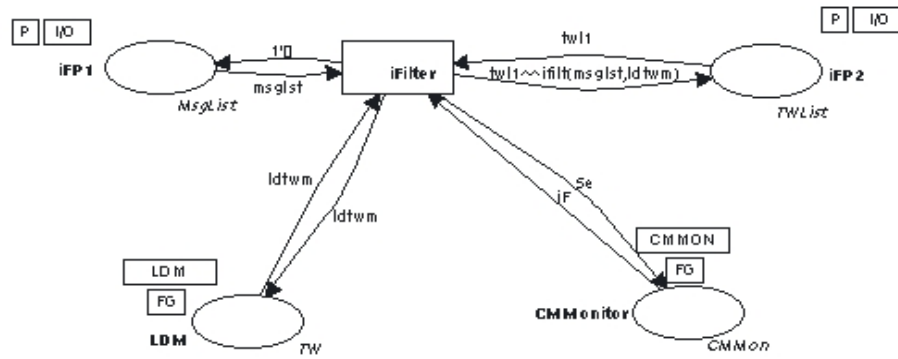 P I/O
iFP1
MsgList
1'[]
msglst
iFilter
twl1
twl1^^ifilt(msglst,ldtwm)
P I/O
iFP2
TWList
ldtwm
ldtwm
Se
iF
LDM
FG
LDM
TW
CMMON
FG
CMMonitor
CMMon